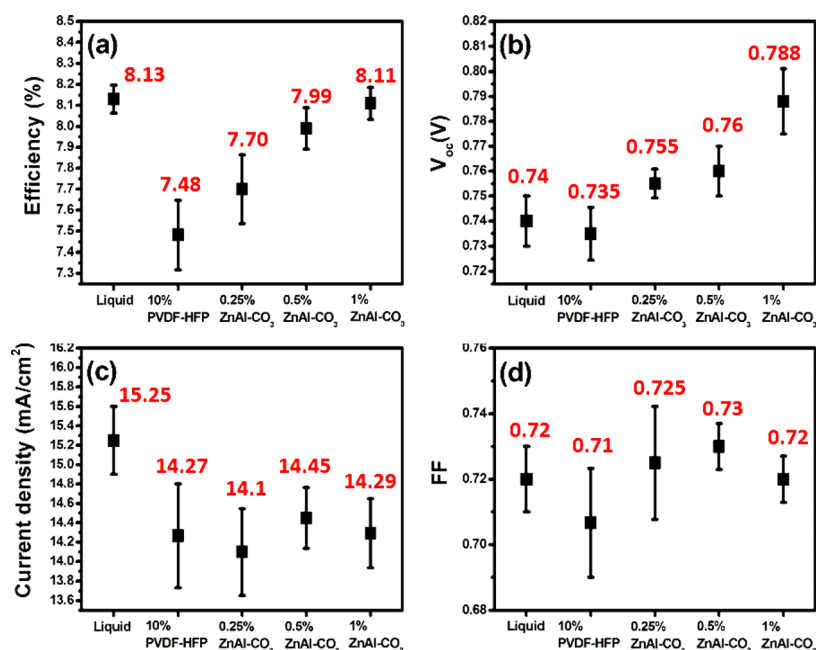 (a)
Efficiency (%)
8.5
8.4
8.3
8.2
8.1
8.0
7.9
7.8
7.7
7.6
7.5
7.4
7.3
8.13
7.48
7.70
7.99
8.11
Liquid
10%
PVDF-HFP
0.25%
ZnAl-CO₃
0.5%
ZnAl-CO₃
1%
ZnAl-CO₃
(b)
Voc(V)
0.82
0.81
0.80
0.79
0.78
0.77
0.76
0.75
0.74
0.73
0.72
0.74
0.735
0.755
0.76
0.788
Liquid
10%
PVDF-HFP
0.25%
ZnAl-CO₃
0.5%
ZnAl-CO₃
1%
ZnAl-CO₃
(c)
Current density (mA/cm²)
16.2
16.0
15.8
15.6
15.4
15.2
15.0
14.8
14.6
14.4
14.2
14.0
13.8
13.6
15.25
14.27
14.1
14.45
14.29
Liquid
10%
PVDF-HFP
0.25%
ZnAl-CO₃
0.5%
ZnAl-CO₃
1%
ZnAl-CO₃
(d)
FF
0.76
0.74
0.72
0.70
0.68
0.72
0.71
0.725
0.73
0.72
Liquid
10%
PVDF-HFP
0.25%
ZnAl-CO₃
0.5%
ZnAl-CO₃
1%
ZnAl-CO₃